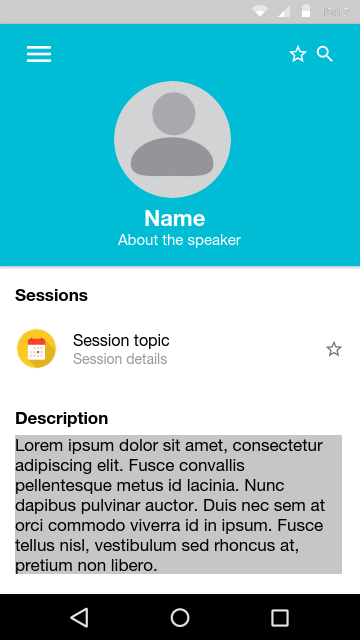 Name
About the speaker
Sessions
Session topic
Session details
Description
Lorem ipsum dolor sit amet, consectetur
adipiscing elit. Fusce convallis
pellentesque metus id lacinia. Nunc
dapibus pulvinar auctor. Duis nec sem at
orci commodo viverra id in ipsum. Fusce
tellus nisl, vestibulum sed rhoncus at,
pretium non libero.